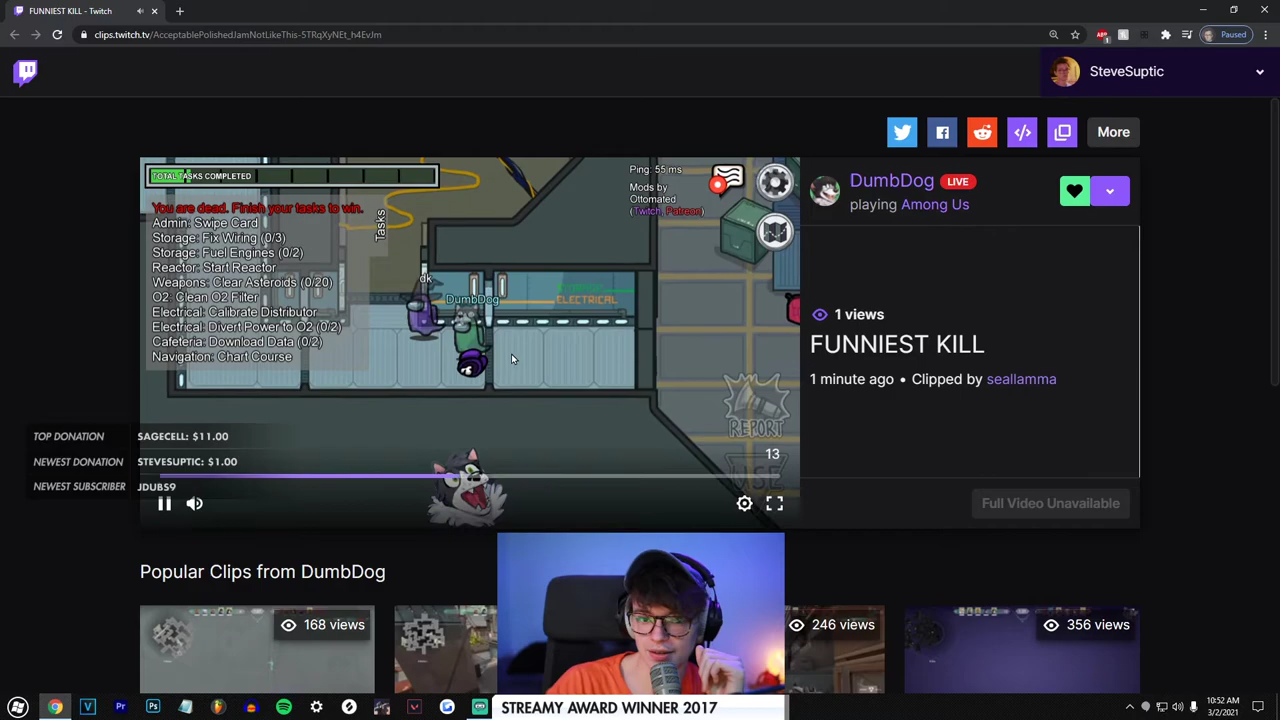 FUNNIEST KILL - Twitch
clips.twitch.tv/AcceptablePolishedJamNotLikeThis-5TRqXyNEt_H4EvJm
Paused
SteveSuptic
More
TOTAL TASKS COMPLETED
You are dead. Finish your tasks to win.
Admin: Swipe Card
Storage: Fix Wiring (0/3)
Storage: Fuel Engines (0/2)
Reactor: Start Reactor
Weapons: Clear Asteroids (0/20)
O2: Clean O2 Filter
Electrical: Calibrate Distributor
Electrical: Divert Power to O2 (0/2)
Cafeteria: Download Data (0/2)
Navigation: Chart Course
Tasks
Ping: 55 ms
Mods by
Ottomated
(Twitch, Patreon)
dk
DumbDog
ELECTRICAL
REPORT
USE
13
TOP DONATION SAGECELL: $11.00
NEWEST DONATION STEVESUPTIC: $1.00
NEWEST SUBSCRIBER JDUBS9
DumbDog LIVE
playing Among Us
1 views
FUNNIEST KILL
1 minute ago • Clipped by seallamma
Full Video Unavailable
Popular Clips from DumbDog
168 views
246 views
356 views
STREAMY AWARD WINNER 2017
10:52 AM
3/2/2021